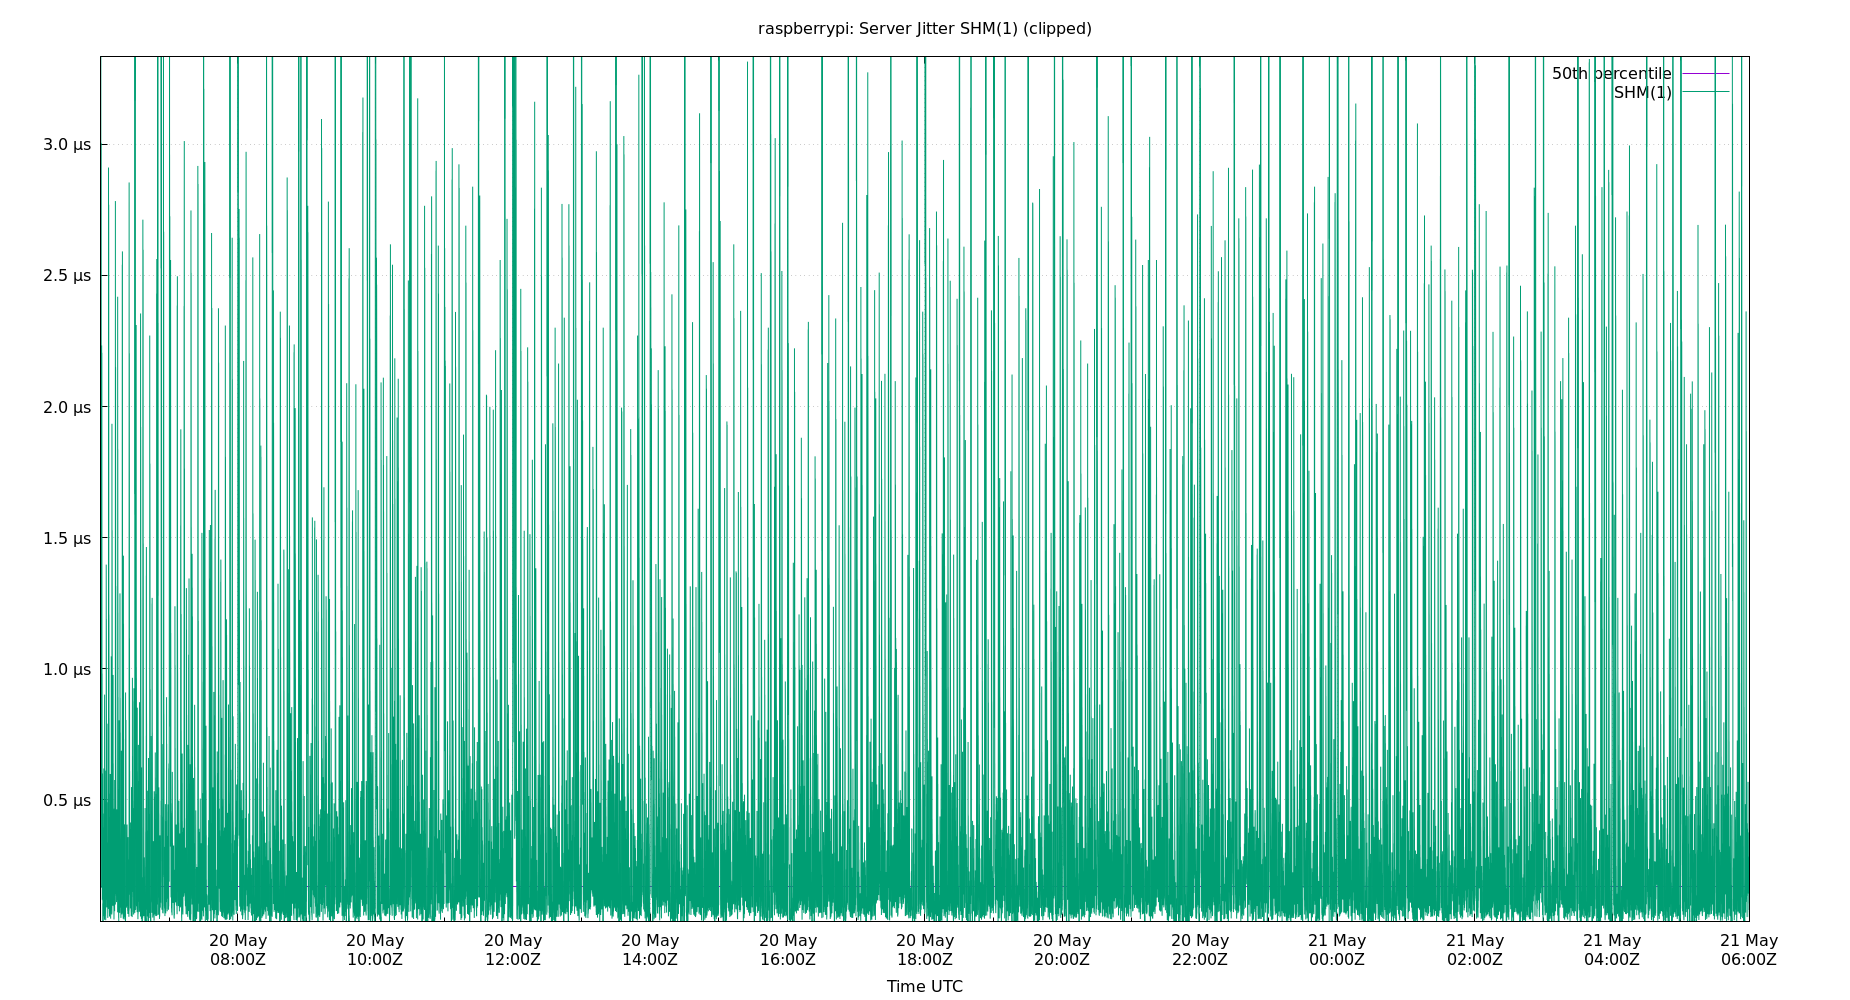 raspberrypi: Server Jitter SHM(1) (clipped)
50th percentile
SHM(1)
3.0 µs
2.5 µs
2.0 µs
1.5 µs
1.0 µs
0.5 µs
20 May 20 May 20 May 20 May 20 May 20 May 20 May 20 May 21 May 21 May 21 May 21 May
08:00Z 10:00Z 12:00Z 14:00Z 16:00Z 18:00Z 20:00Z 22:00Z 00:00Z 02:00Z 04:00Z 06:00Z
Time UTC